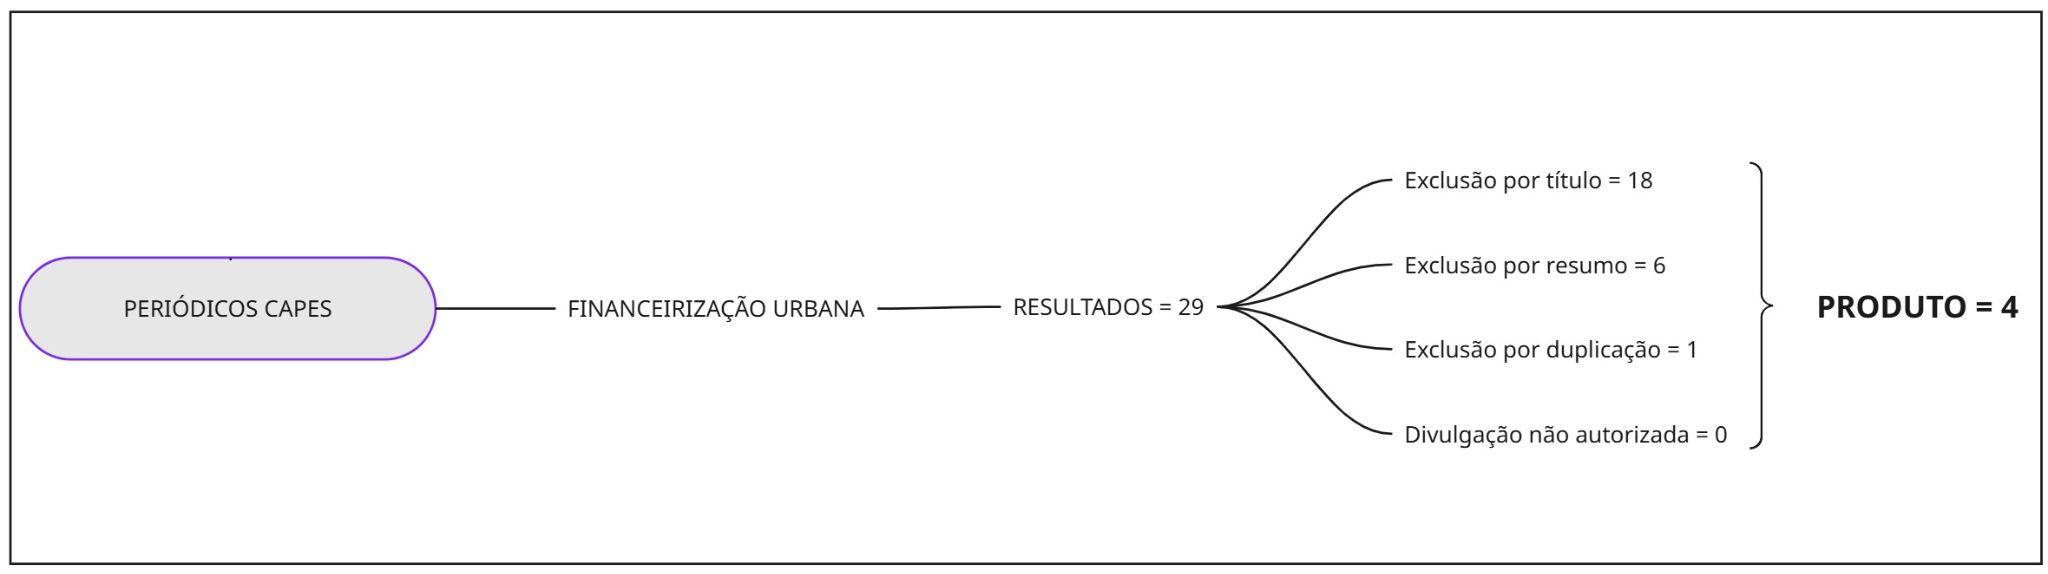 PERIÓDICOS CAPES
FINANCEIRIZAÇÃO URBANA
RESULTADOS = 29
Exclusão por título = 18
Exclusão por resumo = 6
Exclusão por duplicação = 1
Divulgação não autorizada = 0
PRODUTO = 4